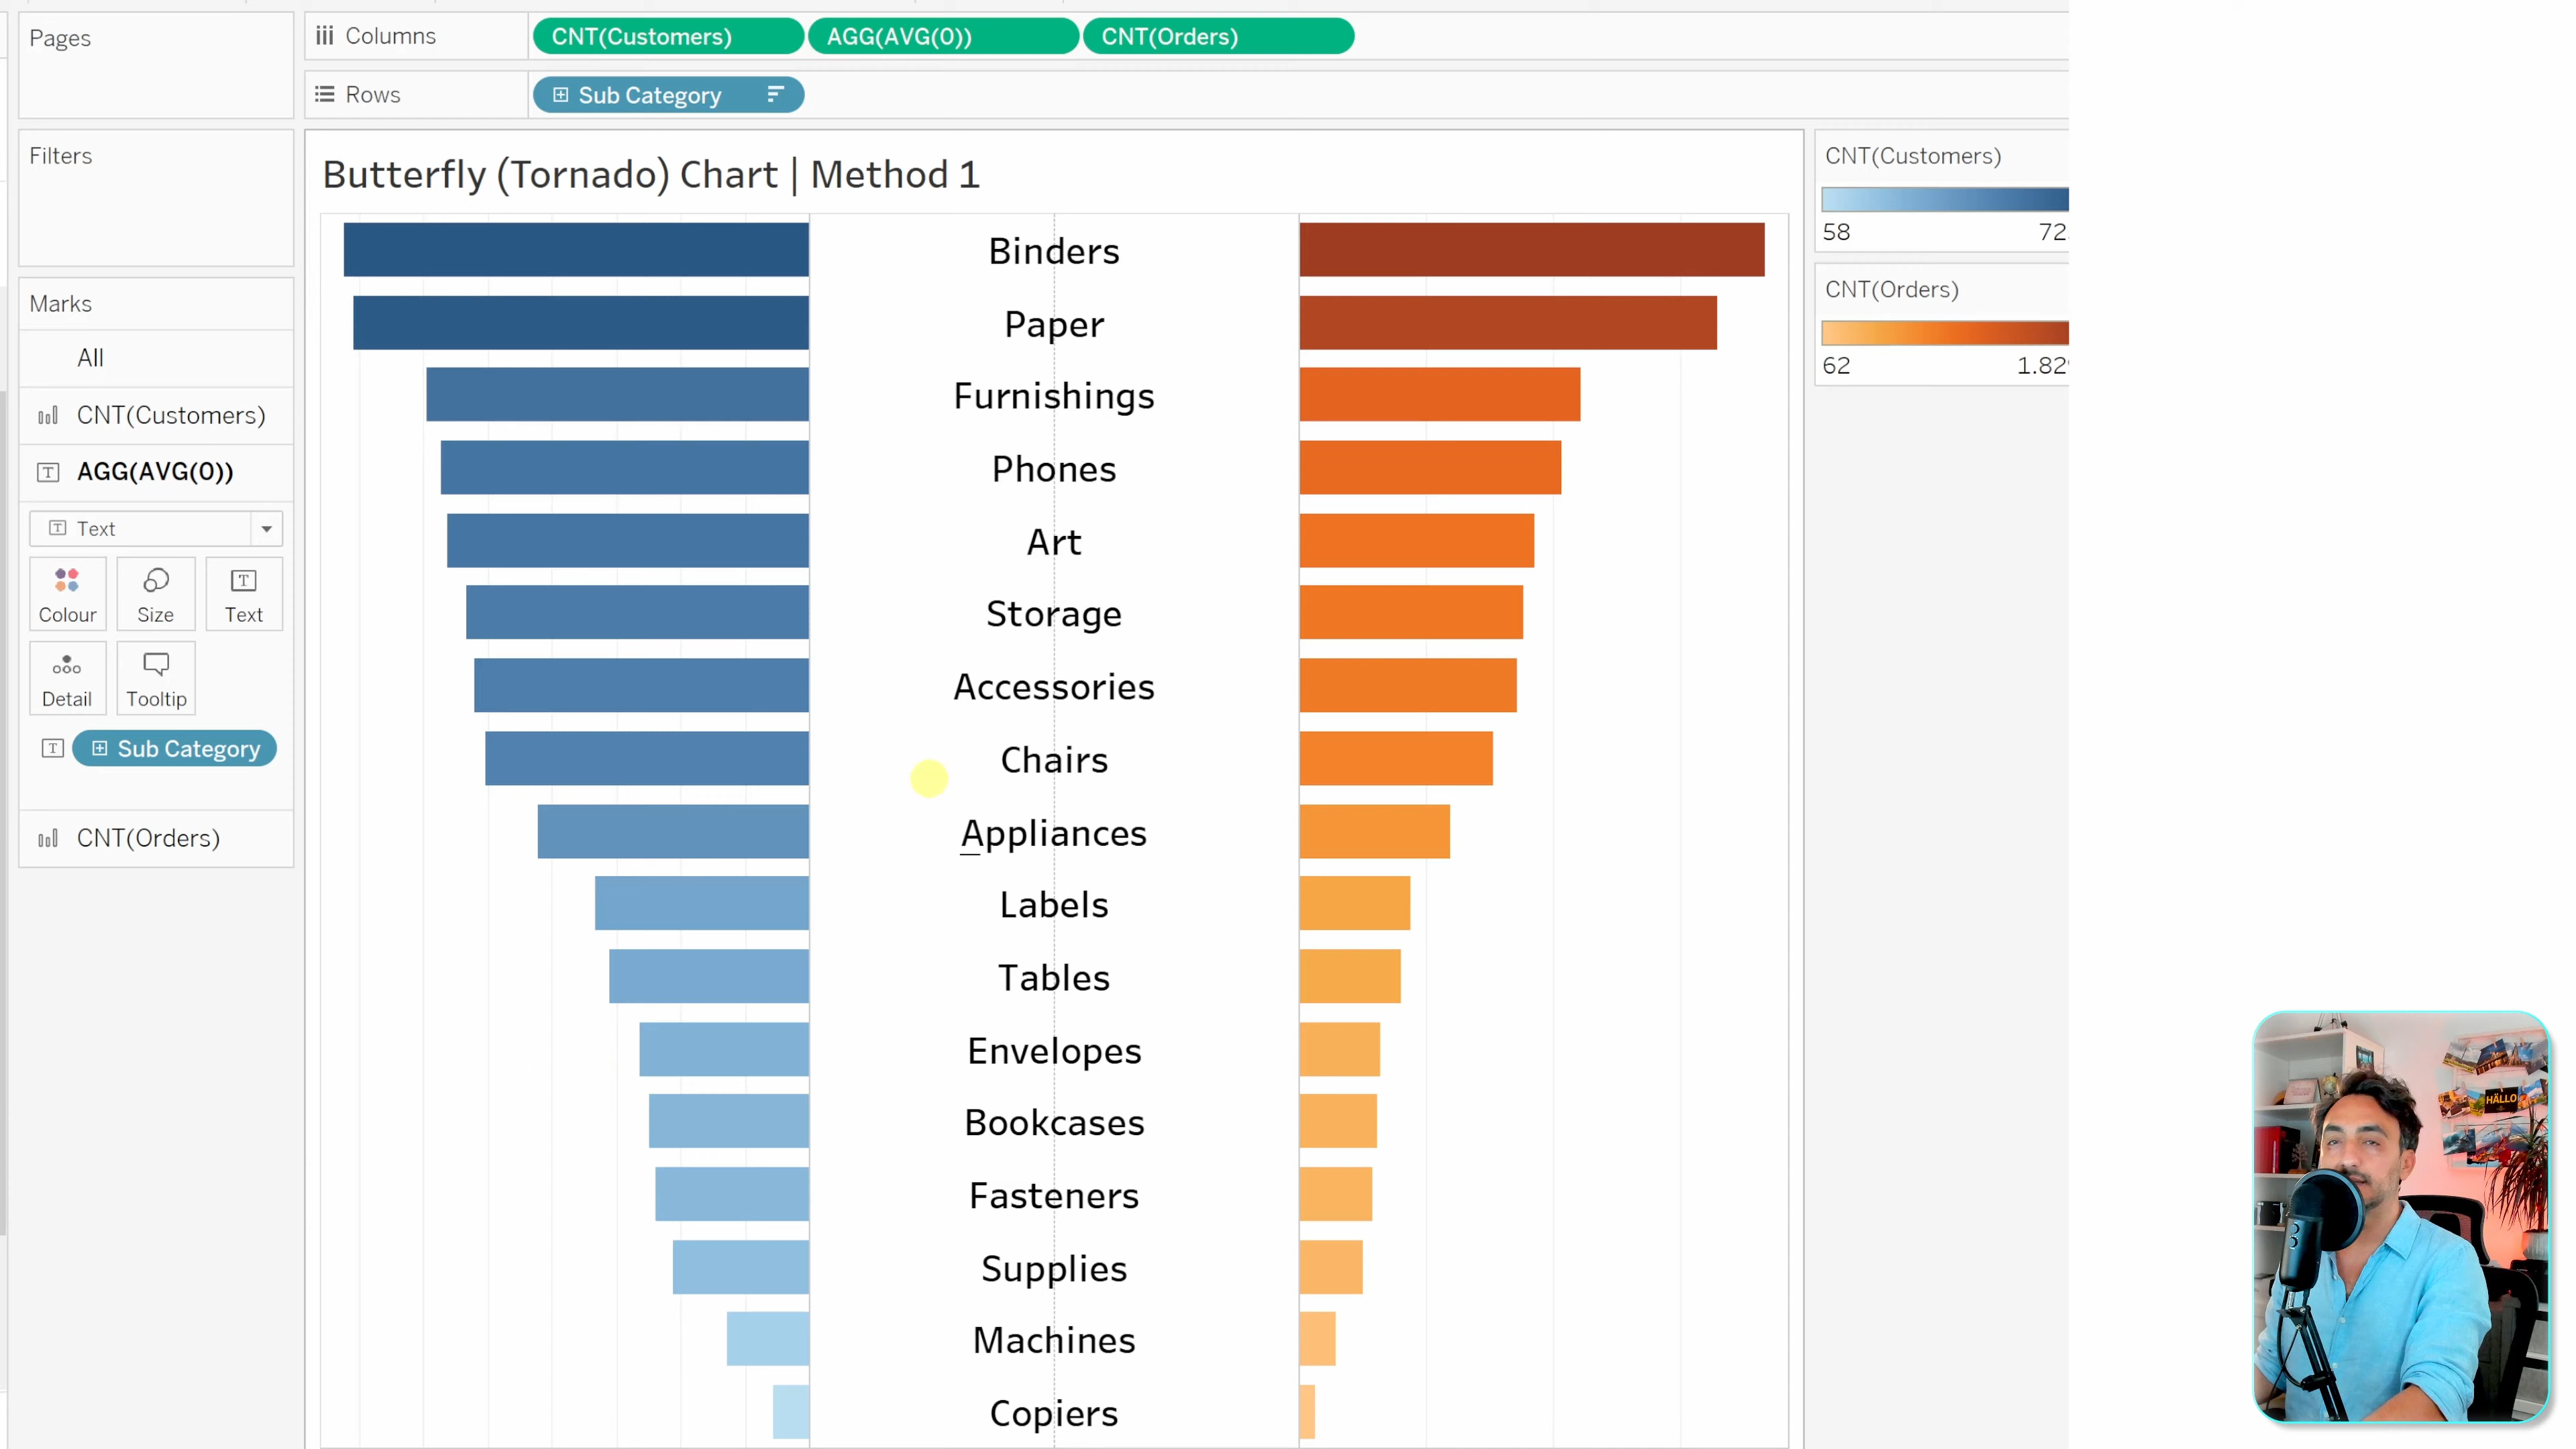 Pages
Columns
CNT(Customers)
AGG(AVG(0))
CNT(Orders)
Rows
Sub Category
Filters
Marks
All
CNT(Customers)
AGG(AVG(0))
Text
Colour
Size
Text
Detail
Tooltip
Sub Category
CNT(Orders)
Butterfly (Tornado) Chart | Method 1
Binders
Paper
Furnishings
Phones
Art
Storage
Accessories
Chairs
Appliances
Labels
Tables
Envelopes
Bookcases
Fasteners
Supplies
Machines
Copiers
CNT(Customers)
58
CNT(Orders)
62
HÄLLO